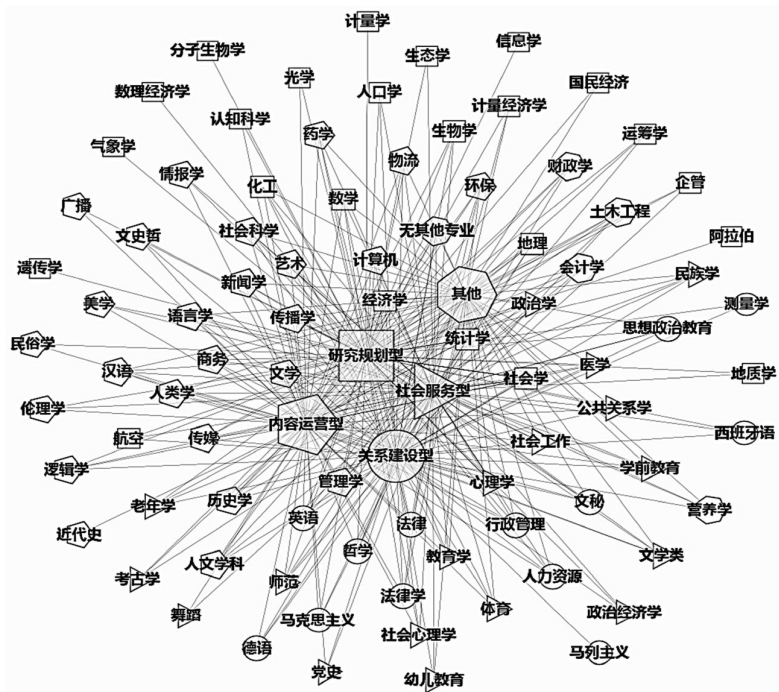 计量学
信息学
分子生物学
生态学
光学
人口学
国民经济
数理经济学
计量经济学
认知科学
药学
生物学
运筹学
气象学
物流
情报学
化工
环保
财政学
企管
数学
广播
社会科学
无其他专业
土木工程
文史哲
地理
阿拉伯
艺术
计算机
会计学
遗传学
新闻学
民族学
经济学
其他
政治学
美学
测量学
语言学
传播学
思想政治教育
统计学
民俗学
研究规划型
商务
医学
汉语
文学
社会学
地质学
人类学
社会服务型
伦理学
公共关系学
内容运营型
航空
传媒
社会工作
西班牙语
关系建设型
逻辑学
学前教育
管理学
心理学
老年学
历史学
文秘
营养学
英语
法律
行政管理
近代史
哲学
教育学
文学类
人文学科
考古学
师范
人力资源
法律学
舞蹈
体育
政治经济学
马克思主义
社会心理学
德语
马列主义
党史
幼儿教育